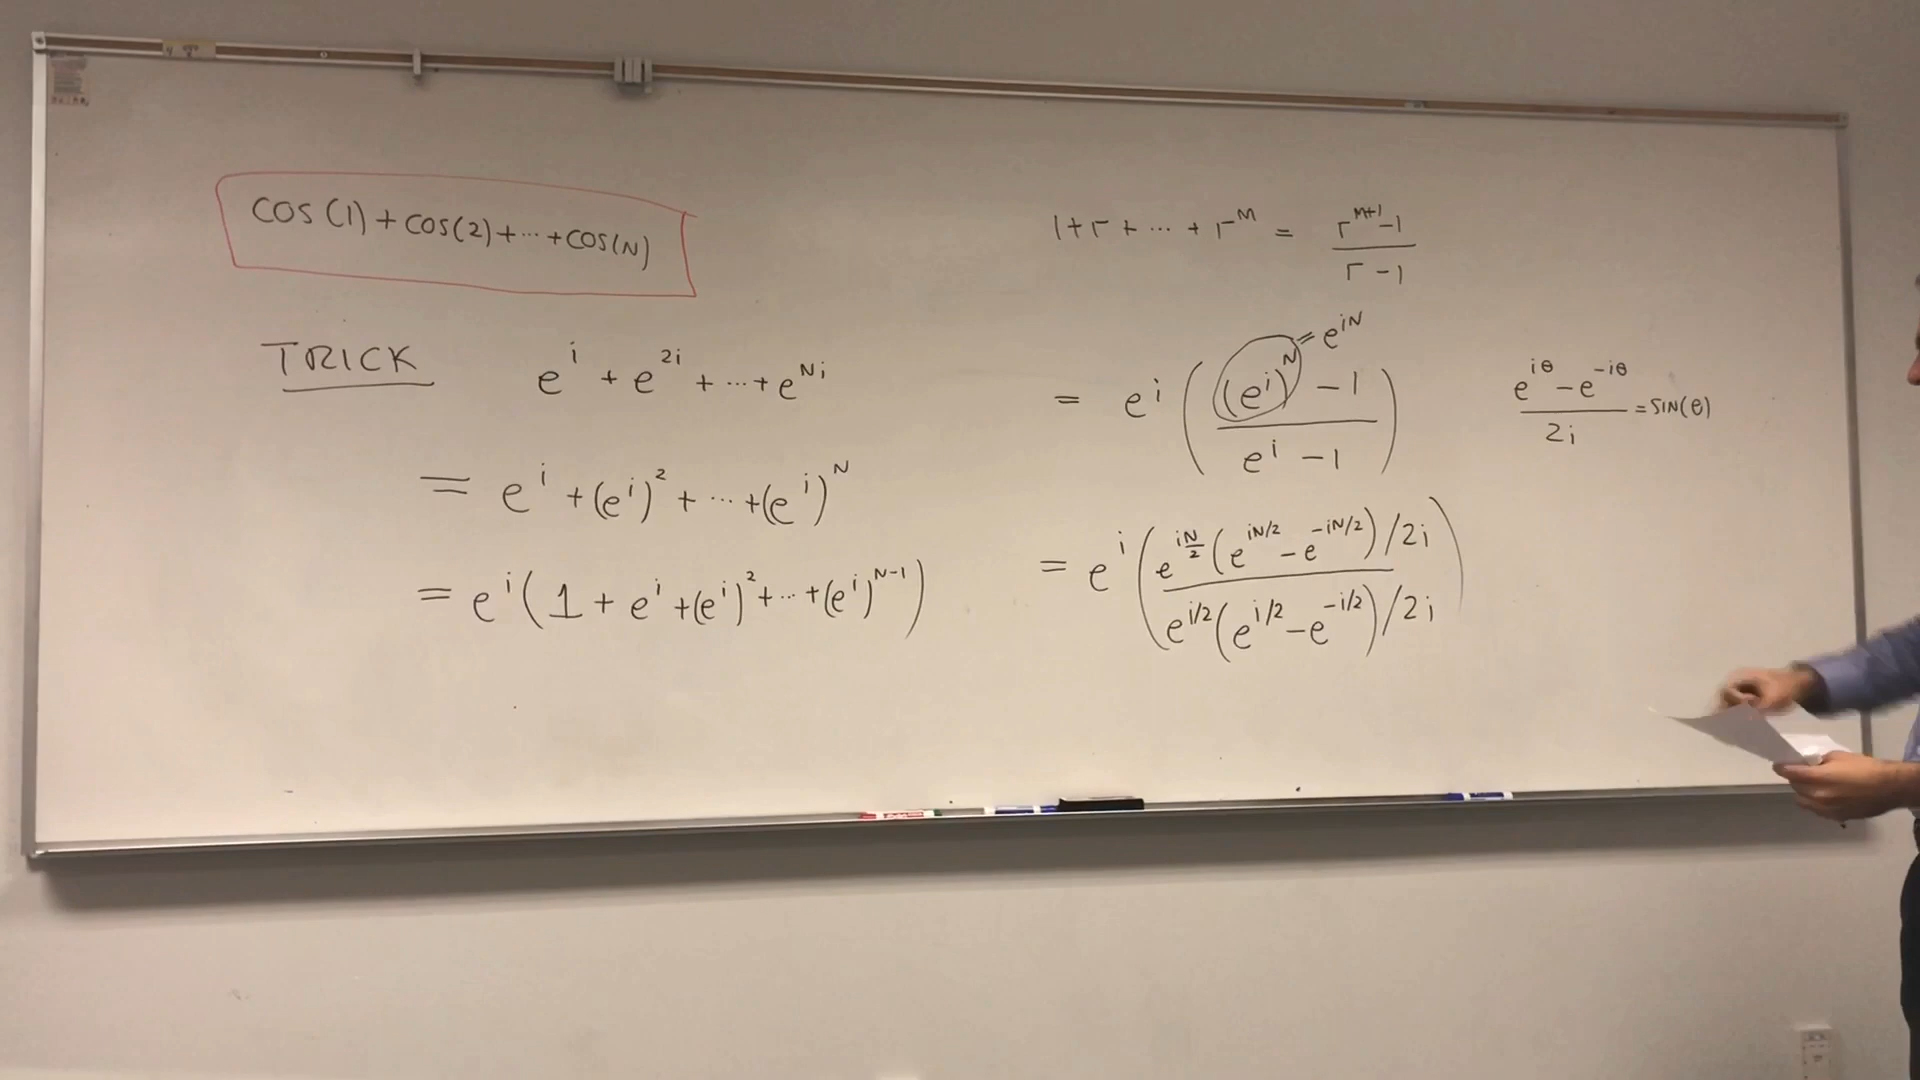 COS(1)+COS(2)+⋯+COS(N)
TRICK
e^i + e^{2i} + ⋯ + e^{Ni}
= e^i + (e^i)^2 + ⋯ + (e^i)^N
= e^i(1 + e^i + (e^i)^2 + ⋯ + (e^i)^{N-1})
1 + r + ⋯ + r^M = (r^{M+1} - 1)/(r - 1)
= e^i(((e^i)^N - 1)/(e^i - 1))
= e^{iN}
(e^{iθ} - e^{-iθ})/2i = SIN(θ)
= e^i((e^{iN/2}(e^{iN/2} - e^{-iN/2})/2i)/(e^{i/2}(e^{i/2} - e^{-i/2})/2i))